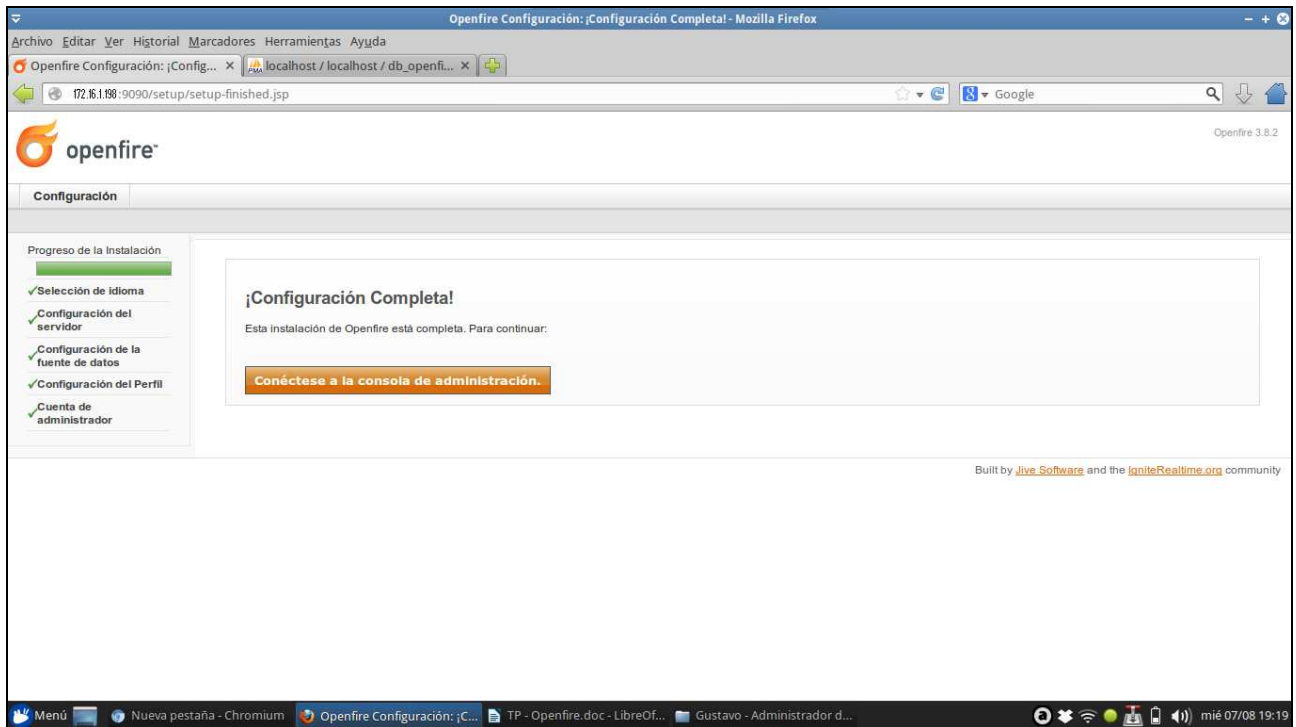 Openfire Configuración: ¡Configuración Completa! - Mozilla Firefox
Archivo Editar Ver Historial Marcadores Herramientas Ayuda
Openfire Configuración: ¡Config... localhost / localhost / db_openfi...
172.16.1.198:9090/setup/setup-finished.jsp Google
openfire
Openfire 3.8.2
Configuración
Progreso de la Instalación
Selección de idioma
Configuración del
servidor
Configuración de la
fuente de datos
Configuración del Perfil
Cuenta de
administrador
¡Configuración Completa!
Esta instalación de Openfire está completa. Para continuar:
Conéctese a la consola de administración.
Built by Jive Software and the IgniteRealtime.org community
Menú Nueva pestaña - Chromium Openfire Configuración: ¡C... TP - Openfire.doc - LibreOf... Gustavo - Administrador d... mié 07/08 19:19